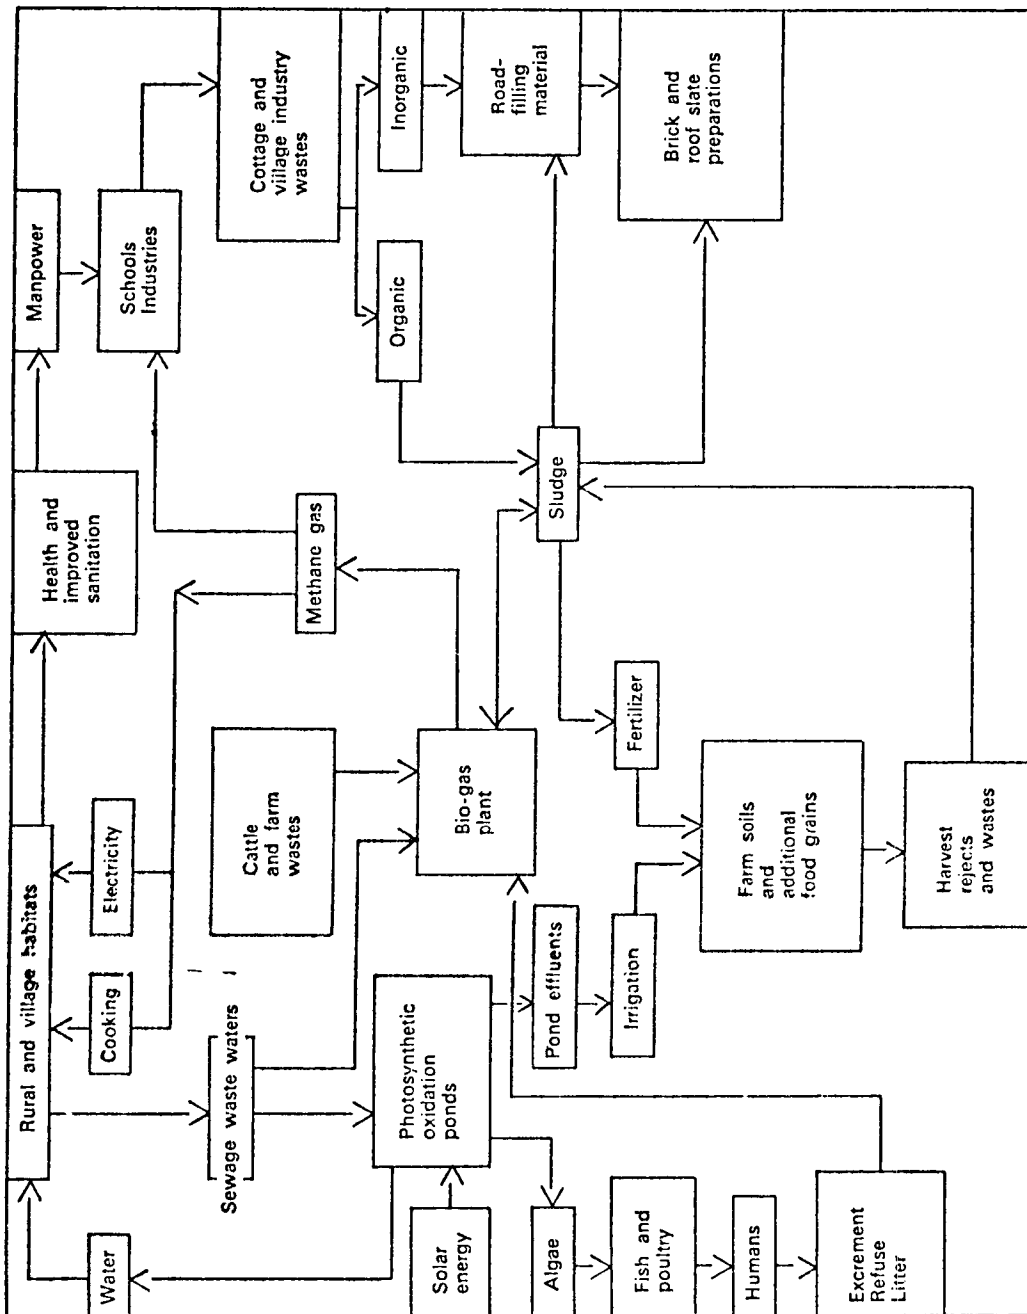 Water
Rural and village habitats
Health and
improved
sanitation
Manpower
Cooking
Electricity
Schools
Industries
Sewage waste waters
Cattle
and farm
wastes
Methane gas
Cottage and
village industry
wastes
Solar
energy
Photosynthetic
oxidation
ponds
Bio-gas
plant
Organic
Inorganic
Algae
Pond effluents
Sludge
Road-
filling
material
Fish and
poultry
Irrigation
Fertilizer
Brick and
roof slate
preparations
Humans
Farm soils
and
additional
food grains
Excrement
Refuse
Litter
Harvest
rejects
and wastes